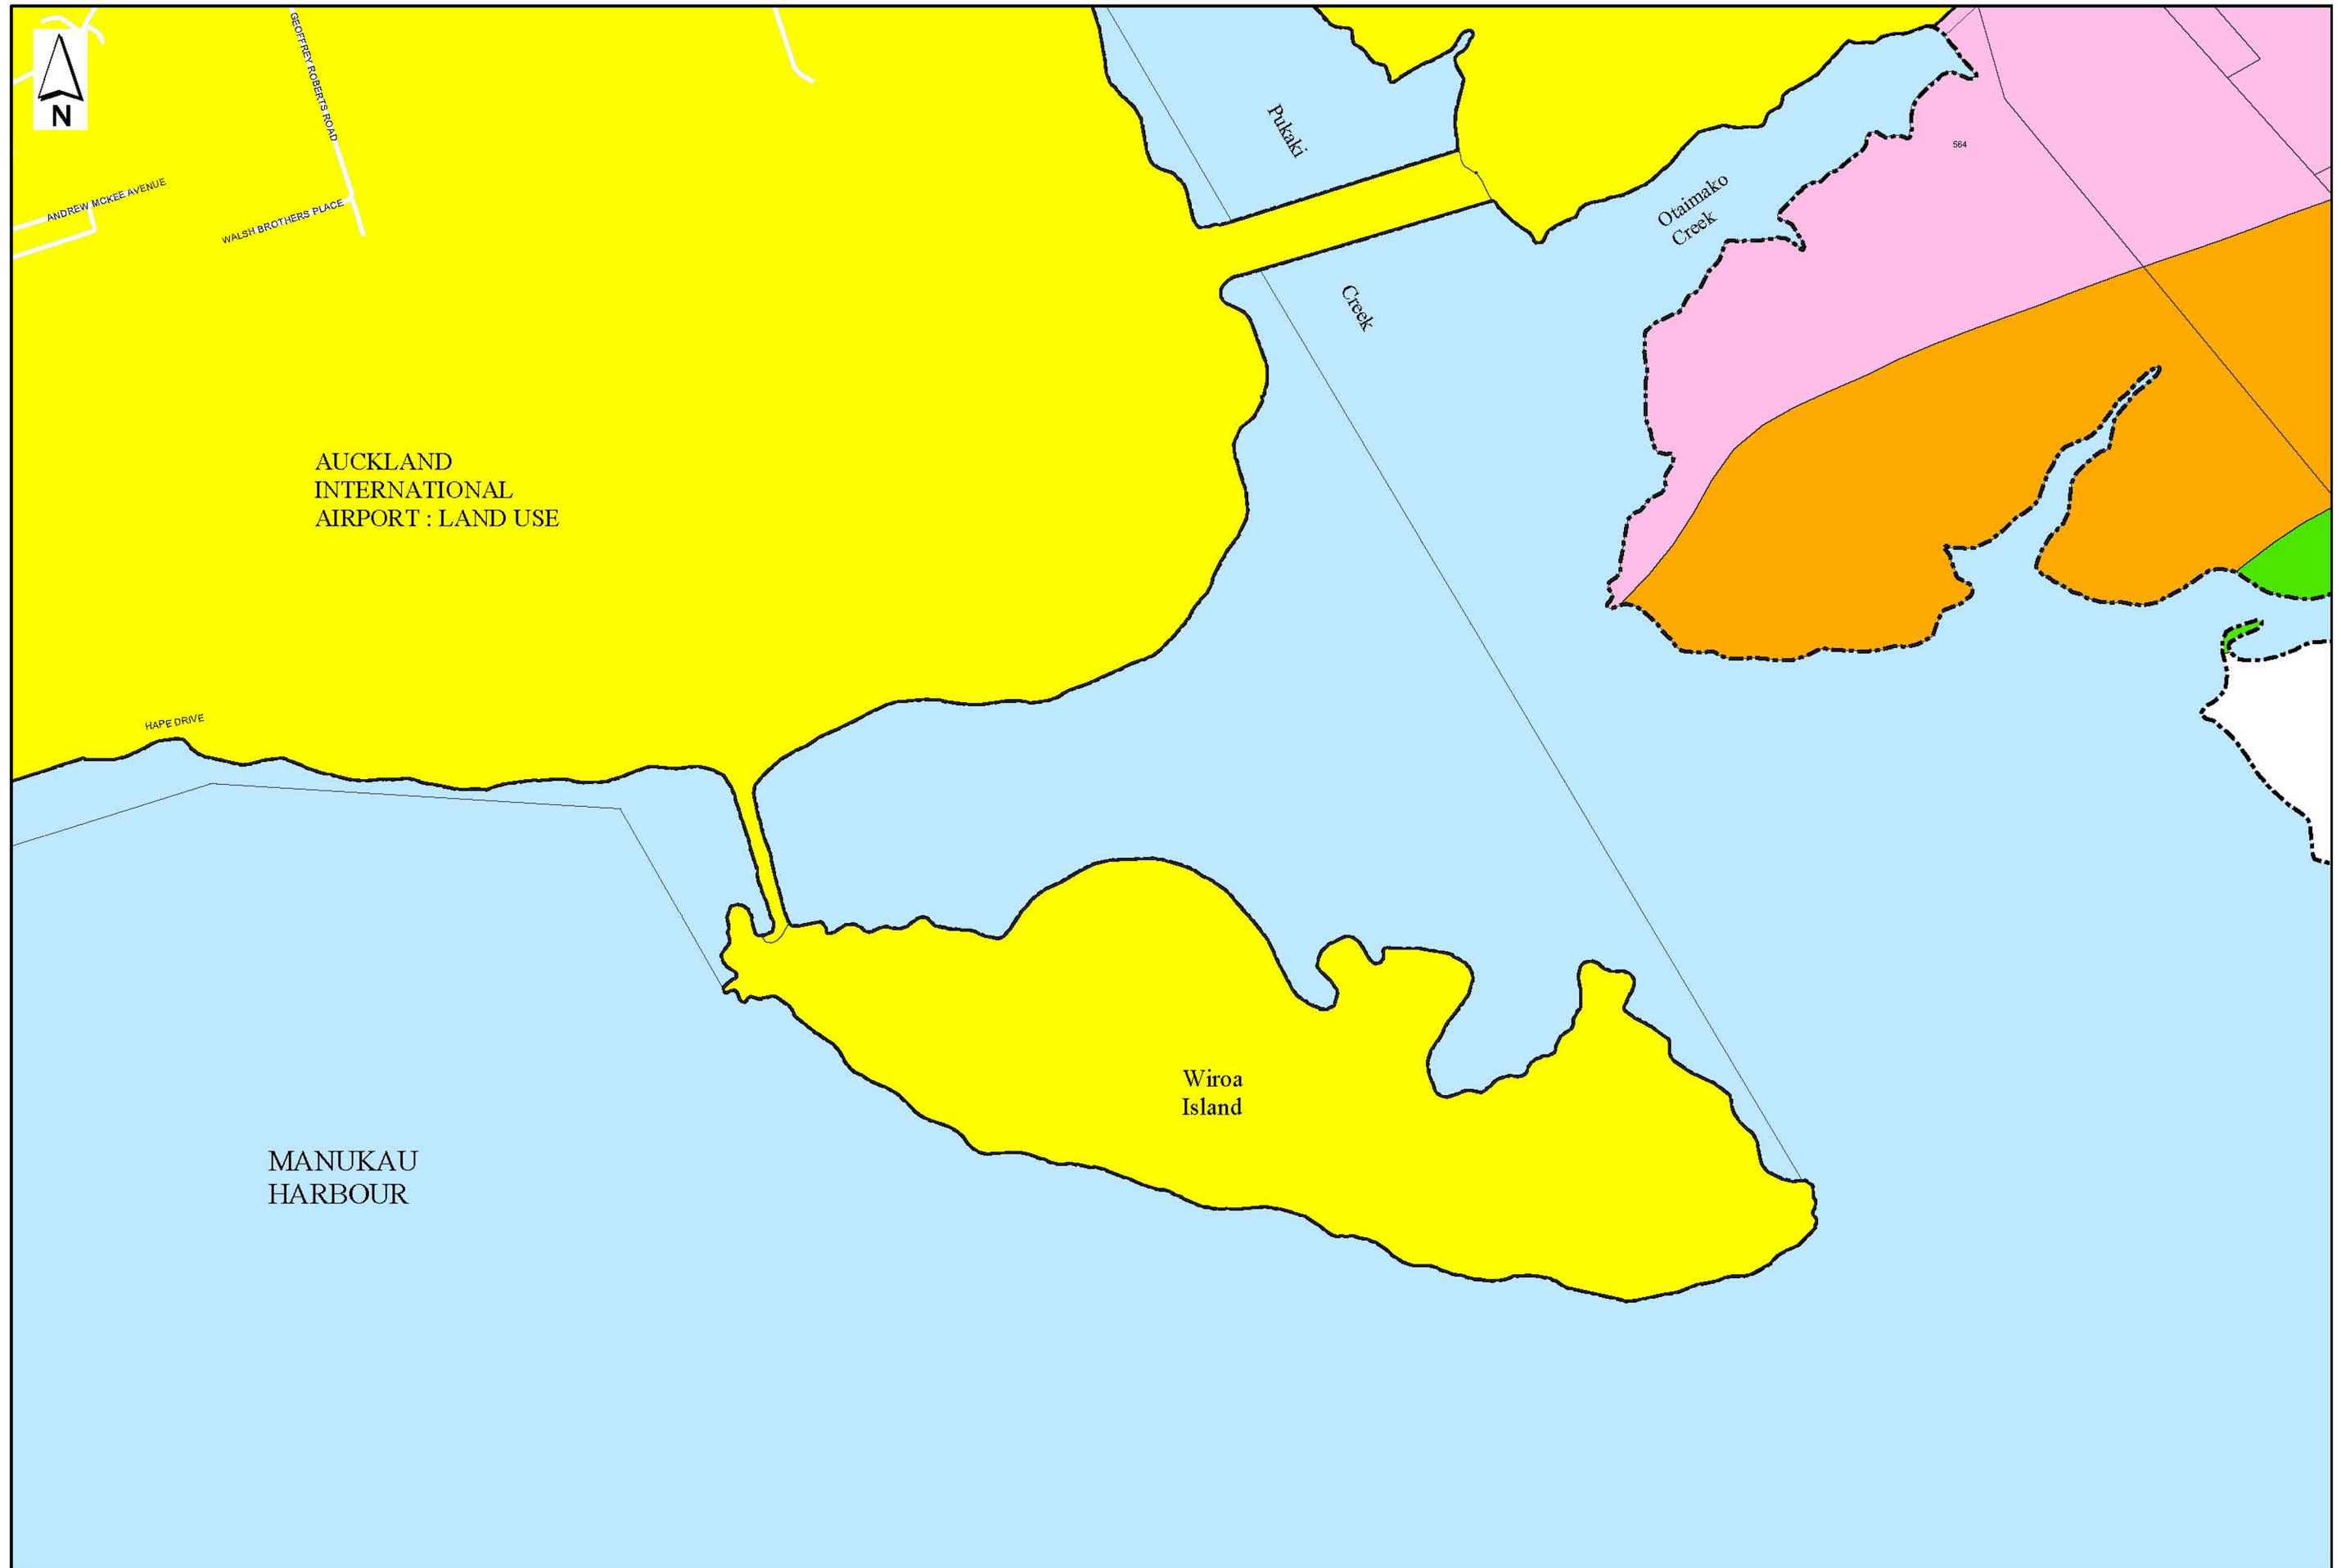 N
GEOFFREY ROBERTS ROAD
ANDREW MCKEE AVENUE
WALSH BROTHERS PLACE
Pukaki
Creek
Otaimako
Creek
564
AUCKLAND
INTERNATIONAL
AIRPORT : LAND USE
HAPE DRIVE
Wiroa
Island
MANUKAU
HARBOUR